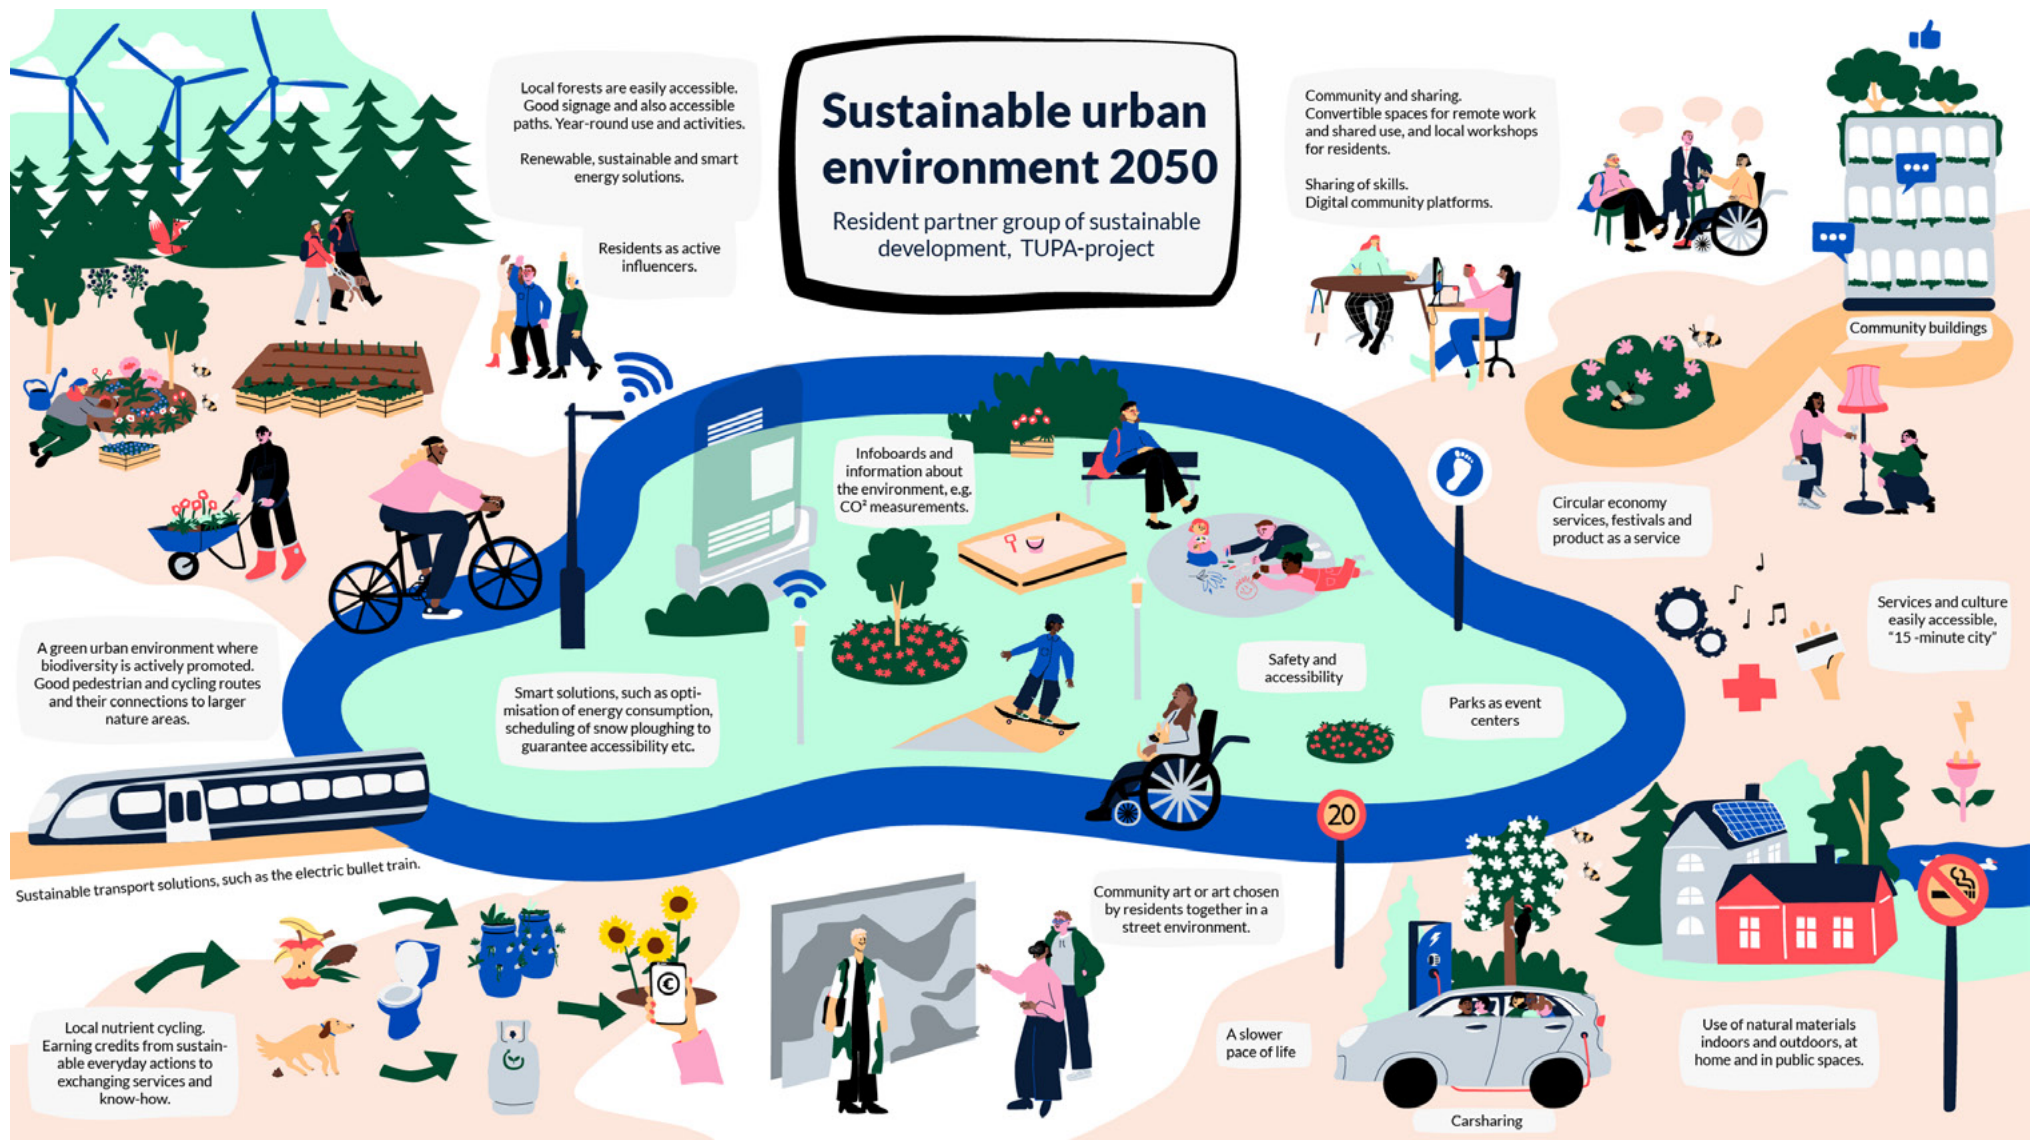 Sustainable urban
environment 2050
Resident partner group of sustainable
development, TUPA-project
Local forests are easily accessible.
Good signage and also accessible
paths. Year-round use and activities.
Renewable, sustainable and smart
energy solutions.
Residents as active
influencers.
Community and sharing.
Convertible spaces for remote work
and shared use, and local workshops
for residents.
Sharing of skills.
Digital community platforms.
Community buildings
Infoboards and
information about
the environment, e.g.
CO² measurements.
Circular economy
services, festivals and
product as a service
Services and culture
easily accessible,
“15 -minute city”
A green urban environment where
biodiversity is actively promoted.
Good pedestrian and cycling routes
and their connections to larger
nature areas.
Smart solutions, such as opti-
misation of energy consumption,
scheduling of snow ploughing to
guarantee accessibility etc.
Safety and
accessibility
Parks as event
centers
20
Sustainable transport solutions, such as the electric bullet train.
Community art or art chosen
by residents together in a
street environment.
€
Local nutrient cycling.
Earning credits from sustain-
able everyday actions to
exchanging services and
know-how.
A slower
pace of life
Carsharing
Use of natural materials
indoors and outdoors, at
home and in public spaces.